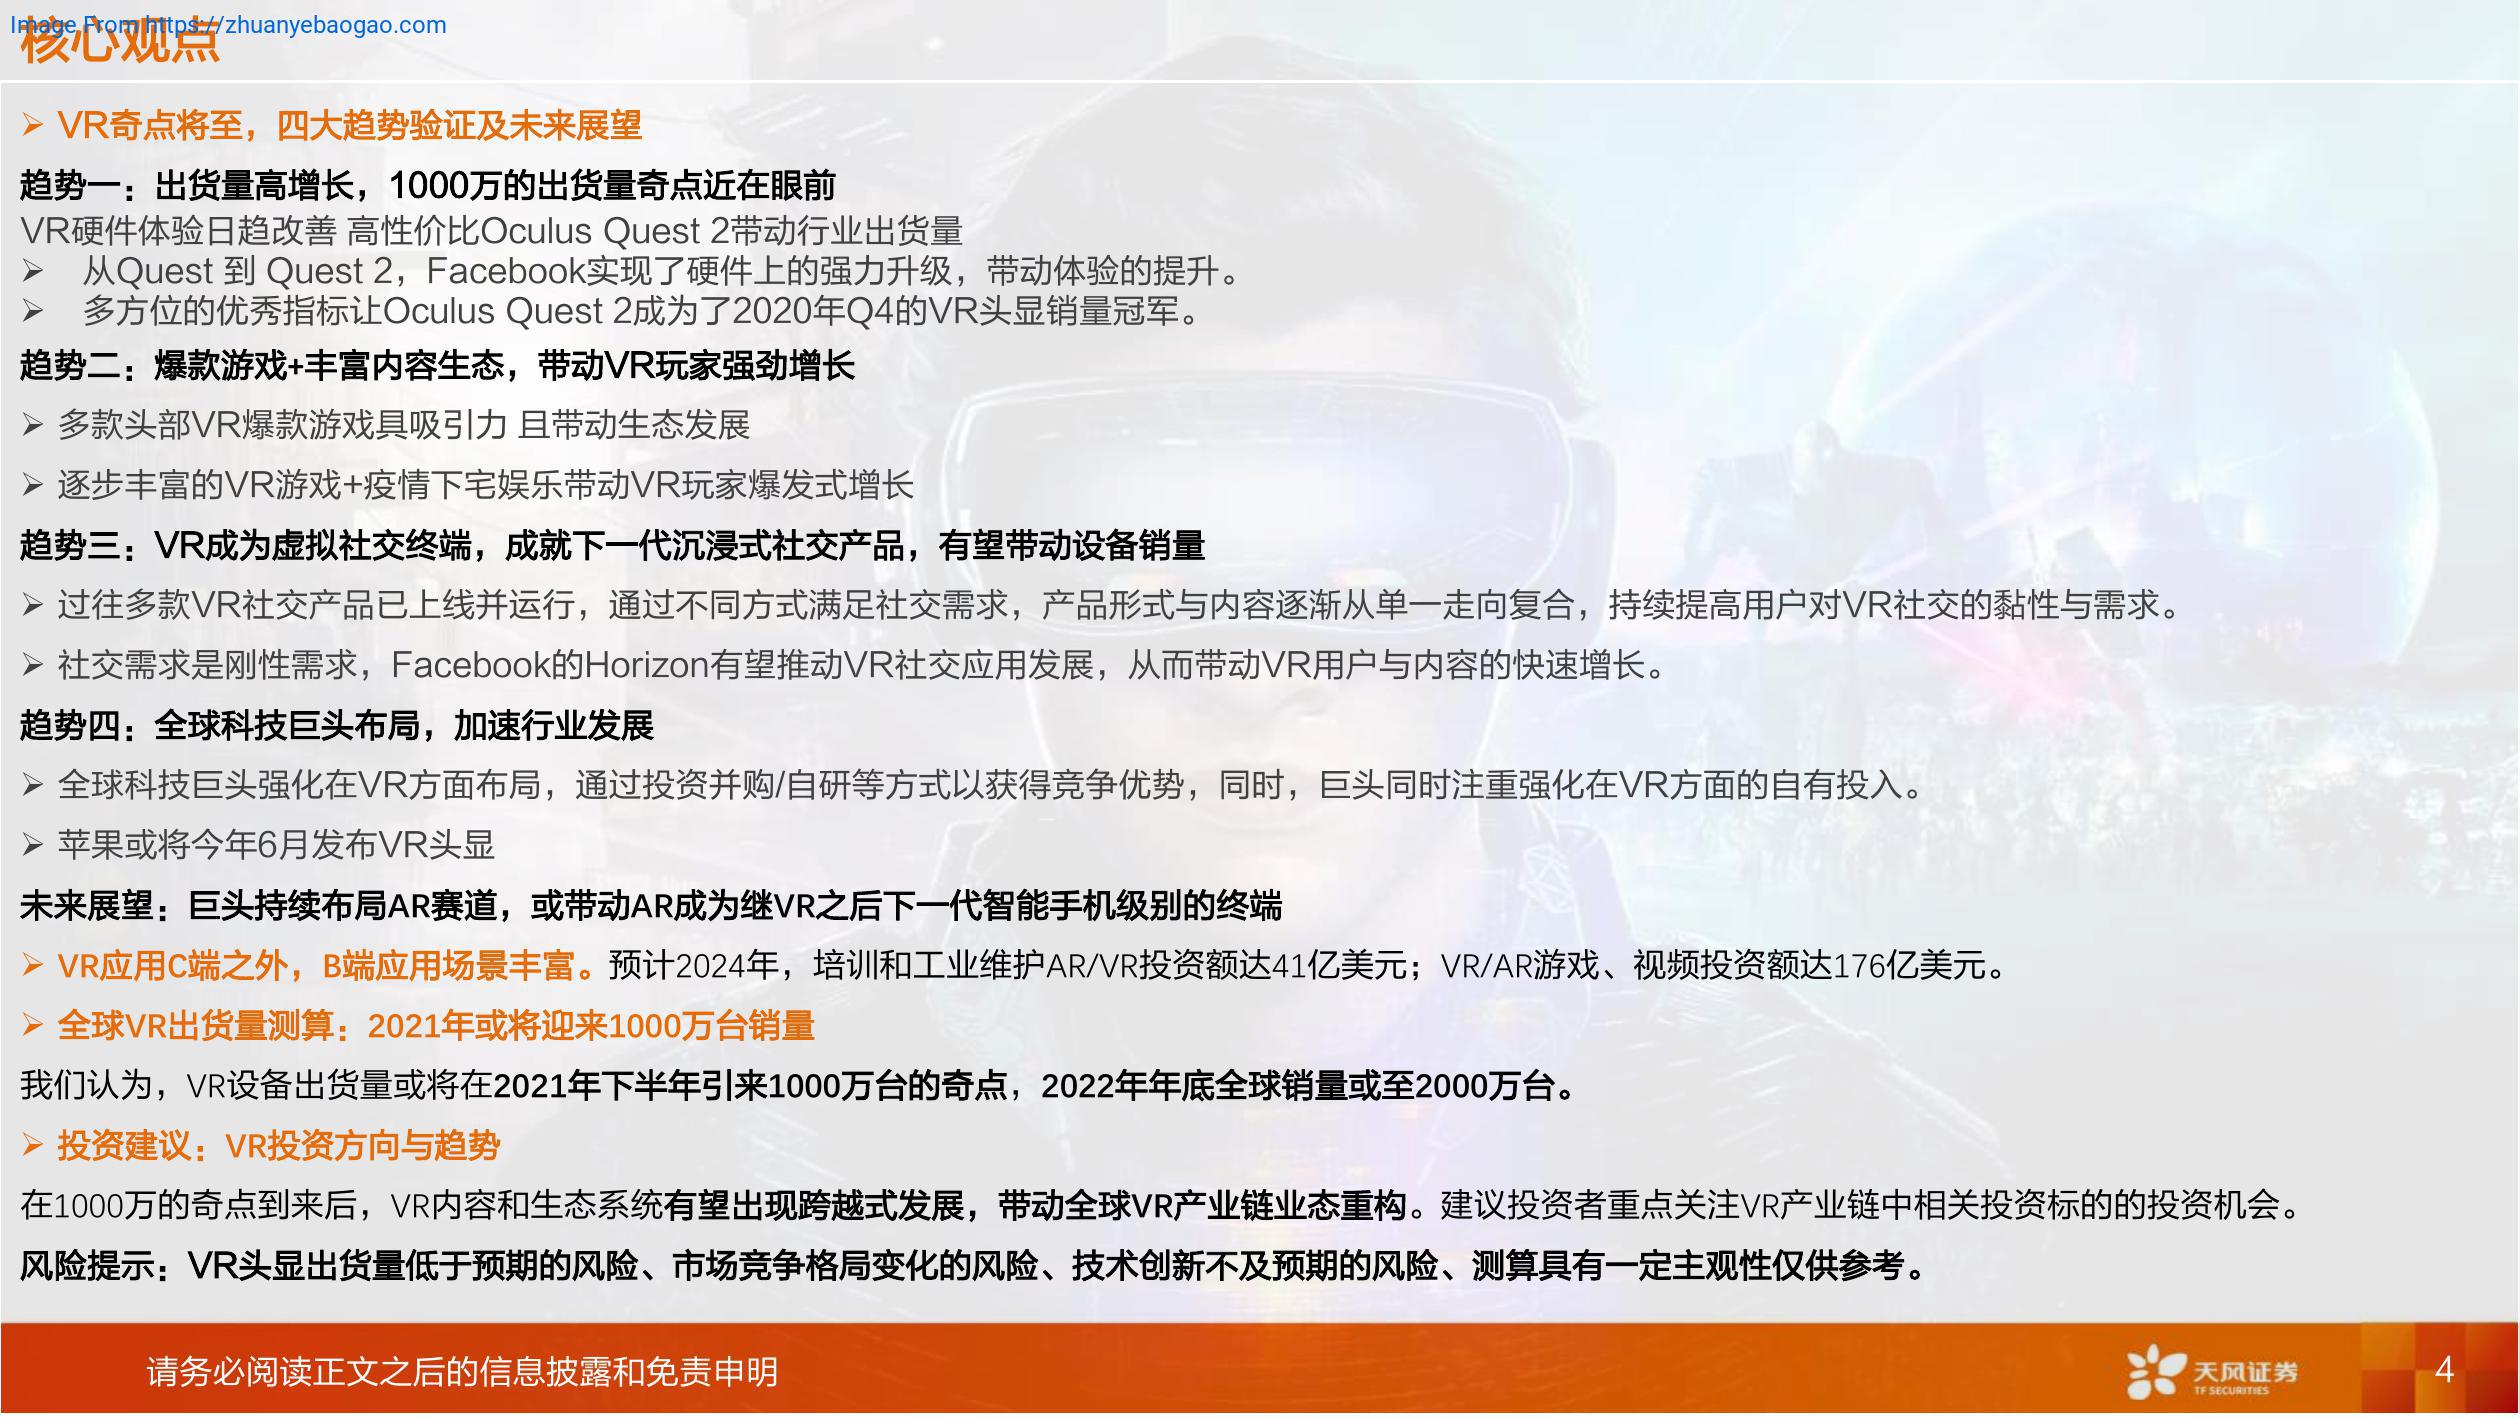 Image From https://zhuanyebaogao.com
核心观点
➢ VR奇点将至，四大趋势验证及未来展望
趋势一：出货量高增长，1000万的出货量奇点近在眼前
VR硬件体验日趋改善 高性价比Oculus Quest 2带动行业出货量
➢ 从Quest 到 Quest 2，Facebook实现了硬件上的强力升级，带动体验的提升。
➢ 多方位的优秀指标让Oculus Quest 2成为了2020年Q4的VR头显销量冠军。
趋势二：爆款游戏+丰富内容生态，带动VR玩家强劲增长
➢ 多款头部VR爆款游戏具吸引力 且带动生态发展
➢ 逐步丰富的VR游戏+疫情下宅娱乐带动VR玩家爆发式增长
趋势三：VR成为虚拟社交终端，成就下一代沉浸式社交产品，有望带动设备销量
➢ 过往多款VR社交产品已上线并运行，通过不同方式满足社交需求，产品形式与内容逐渐从单一走向复合，持续提高用户对VR社交的黏性与需求。
➢ 社交需求是刚性需求，Facebook的Horizon有望推动VR社交应用发展，从而带动VR用户与内容的快速增长。
趋势四：全球科技巨头布局，加速行业发展
➢ 全球科技巨头强化在VR方面布局，通过投资并购/自研等方式以获得竞争优势，同时，巨头同时注重强化在VR方面的自有投入。
➢ 苹果或将今年6月发布VR头显
未来展望：巨头持续布局AR赛道，或带动AR成为继VR之后下一代智能手机级别的终端
➢ VR应用C端之外，B端应用场景丰富。预计2024年，培训和工业维护AR/VR投资额达41亿美元；VR/AR游戏、视频投资额达176亿美元。
➢ 全球VR出货量测算：2021年或将迎来1000万台销量
我们认为，VR设备出货量或将在2021年下半年引来1000万台的奇点，2022年年底全球销量或至2000万台。
➢ 投资建议：VR投资方向与趋势
在1000万的奇点到来后，VR内容和生态系统有望出现跨越式发展，带动全球VR产业链业态重构。建议投资者重点关注VR产业链中相关投资标的的投资机会。
风险提示：VR头显出货量低于预期的风险、市场竞争格局变化的风险、技术创新不及预期的风险、测算具有一定主观性仅供参考。
请务必阅读正文之后的信息披露和免责申明
天风证券
TF SECURITIES
4